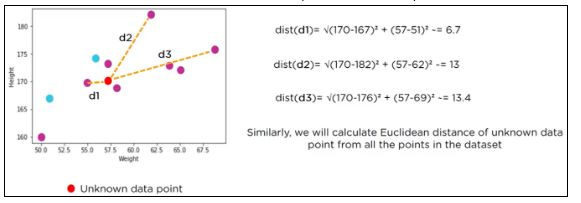 180
175
170
165
160
Height
50.0 52.5 55.0 57.5 60.0 62.5 65.0 67.5
Weight
d1
d2
d3
Unknown data point
dist(d1)= √(170-167)² + (57-51)² ~= 6.7
dist(d2)= √(170-182)² + (57-62)² ~= 13
dist(d3)= √(170-176)² + (57-69)² ~= 13.4
Similarly, we will calculate Euclidean distance of unknown data
point from all the points in the dataset